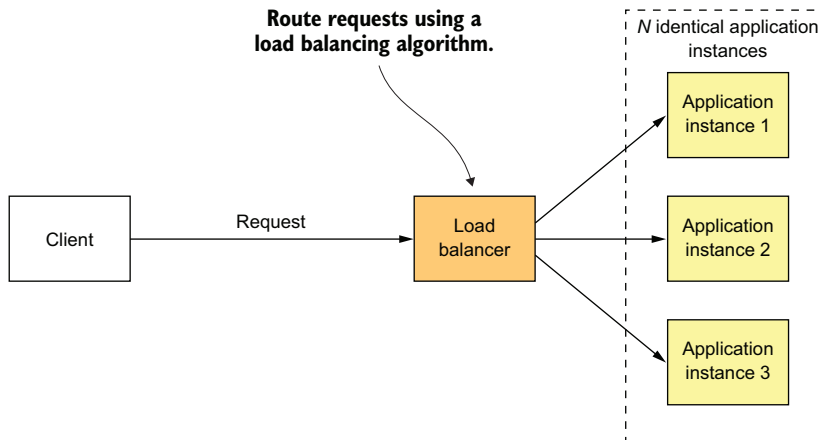 Route requests using a
load balancing algorithm.
N identical application
instances
Application
instance 1
Client
Request
Load
balancer
Application
instance 2
Application
instance 3